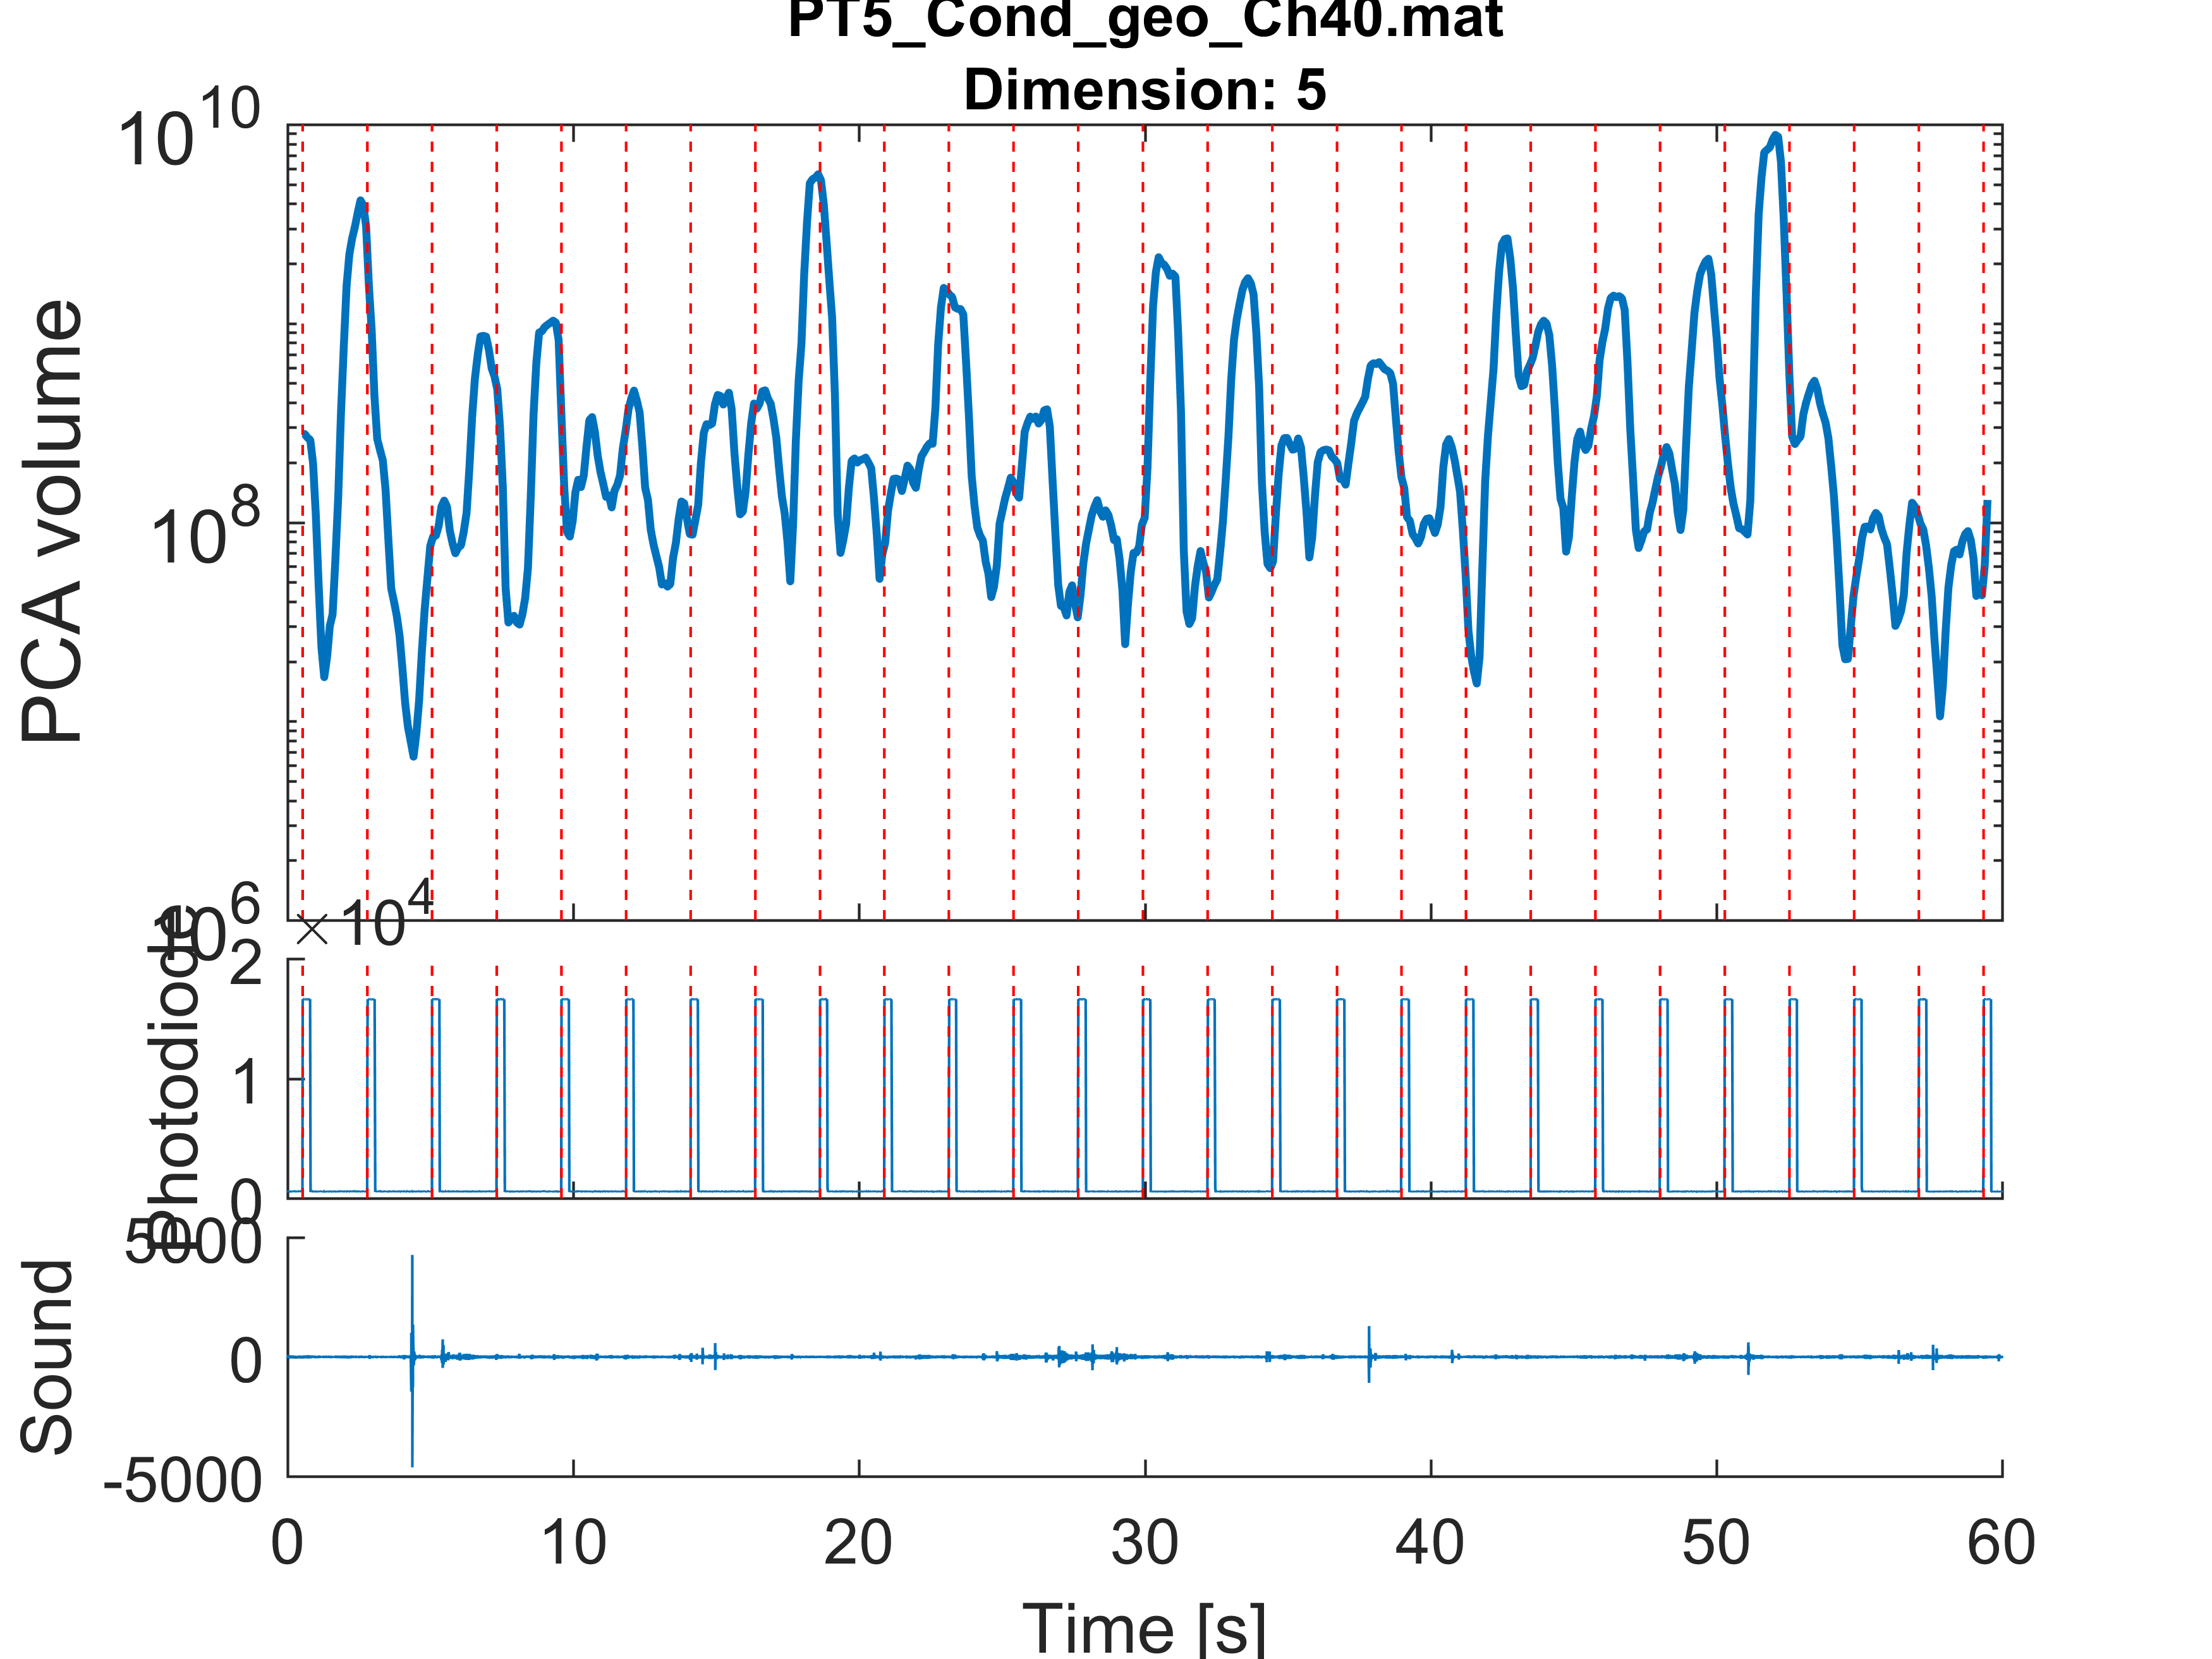 PT5_Cond_geo_Ch40.mat
Dimension: 5
PCA volume
10^10
10^8
10^6
×10^4
Photodiode
2
1
0
Sound
5000
0
-5000
0 10 20 30 40 50 60
Time [s]